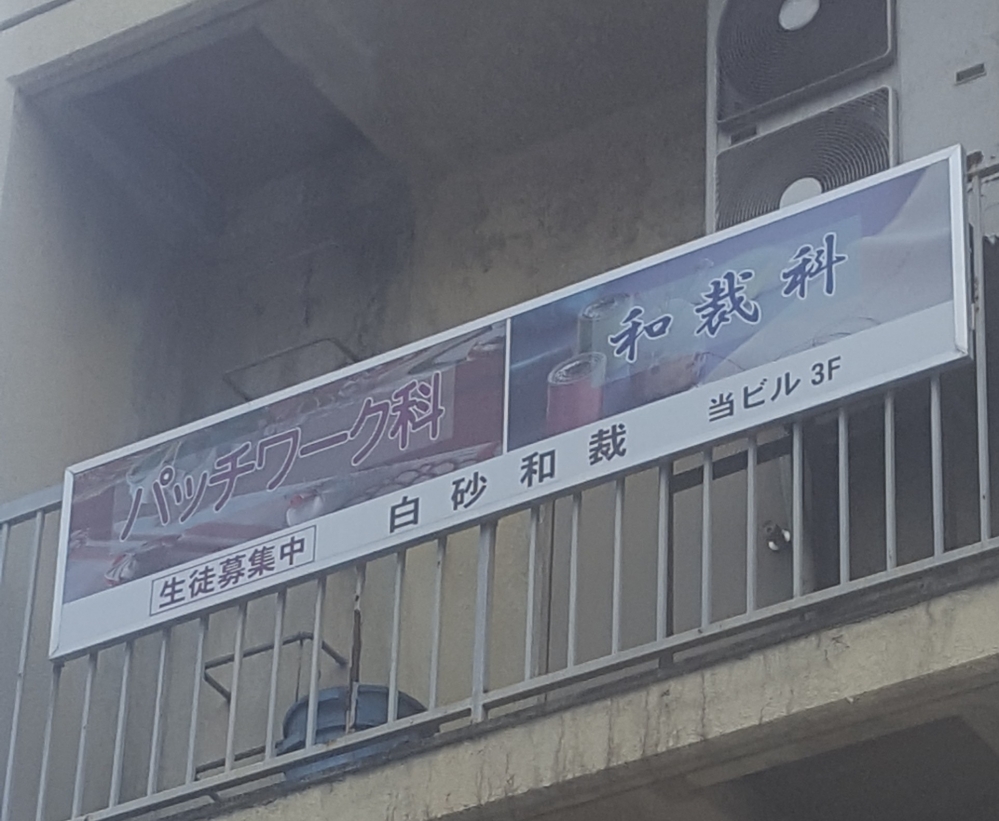 パッチワーク科
和裁科
生徒募集中
白砂和裁
当ビル 3F